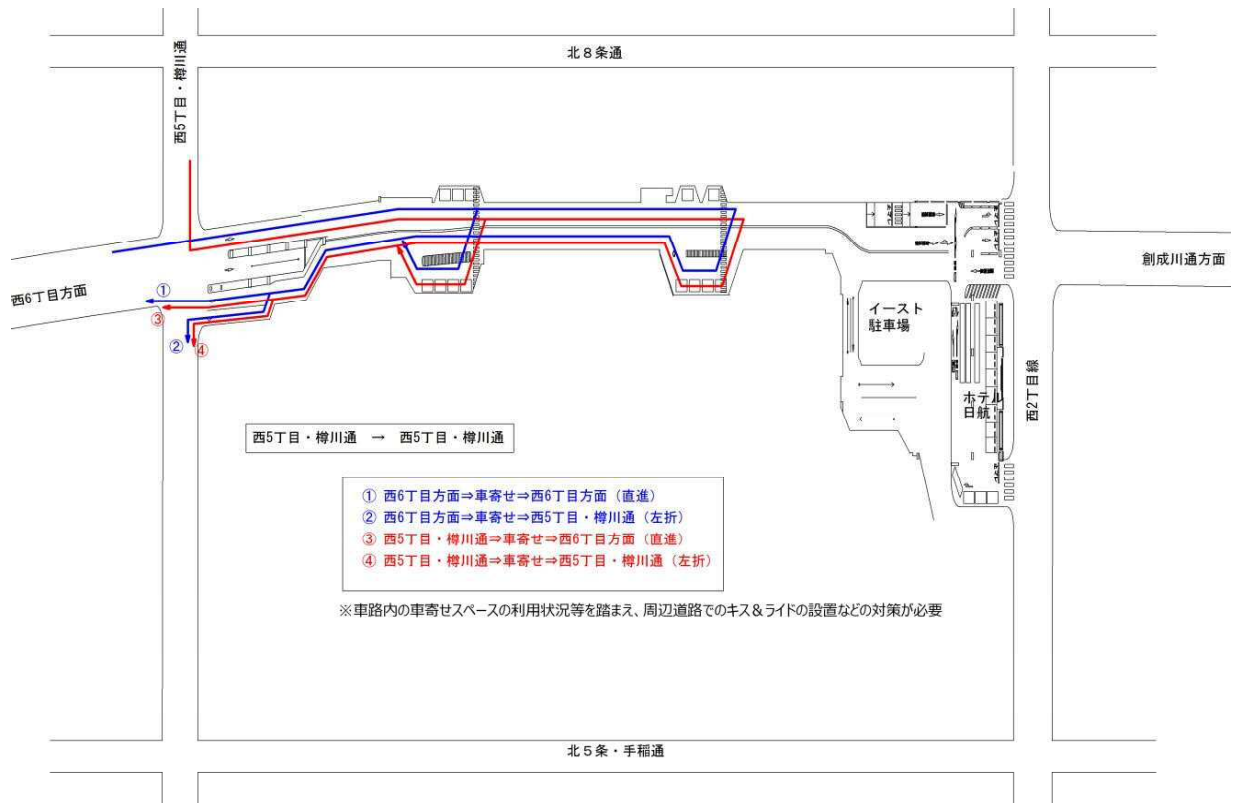 北８条通
西5丁目・樽川通
創成川通方面
西6丁目方面
①
③
②
④
イースト
駐車場
ホテル
日航
西2丁目線
西5丁目・樽川通　→　西5丁目・樽川通
① 西6丁目方面⇒車寄せ⇒西6丁目方面（直進）
② 西6丁目方面⇒車寄せ⇒西5丁目・樽川通（左折）
③ 西5丁目・樽川通⇒車寄せ⇒西6丁目方面（直進）
④ 西5丁目・樽川通⇒車寄せ⇒西5丁目・樽川通（左折）
※車路内の車寄せスペースの利用状況等を踏まえ、周辺道路でのキス＆ライドの設置などの対策が必要
北５条・手稲通